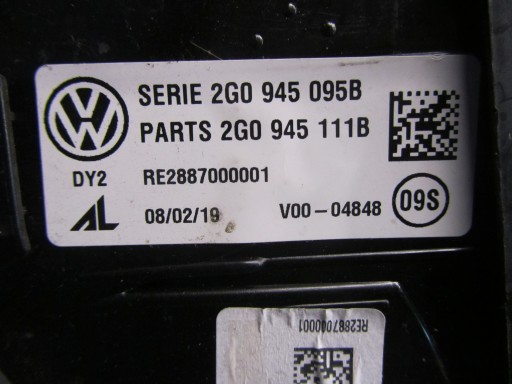 SERIE 2G0 945 095B
PARTS 2G0 945 111B
DY2 RE2887000001
AL 08/02/19 V00-04848 09S
RE2887000001